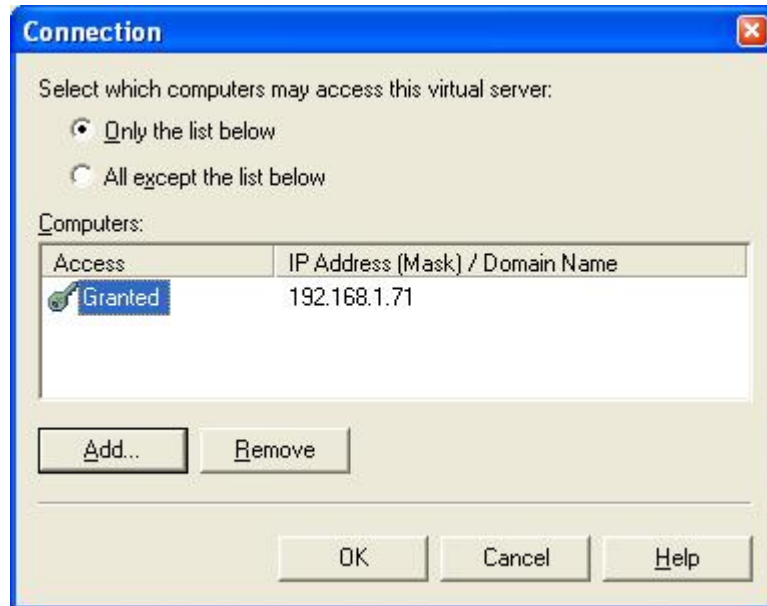 Connection
Select which computers may access this virtual server:
Only the list below
All except the list below
Computers:
Access IP Address (Mask) / Domain Name
Granted 192.168.1.71
Add... Remove
OK Cancel Help